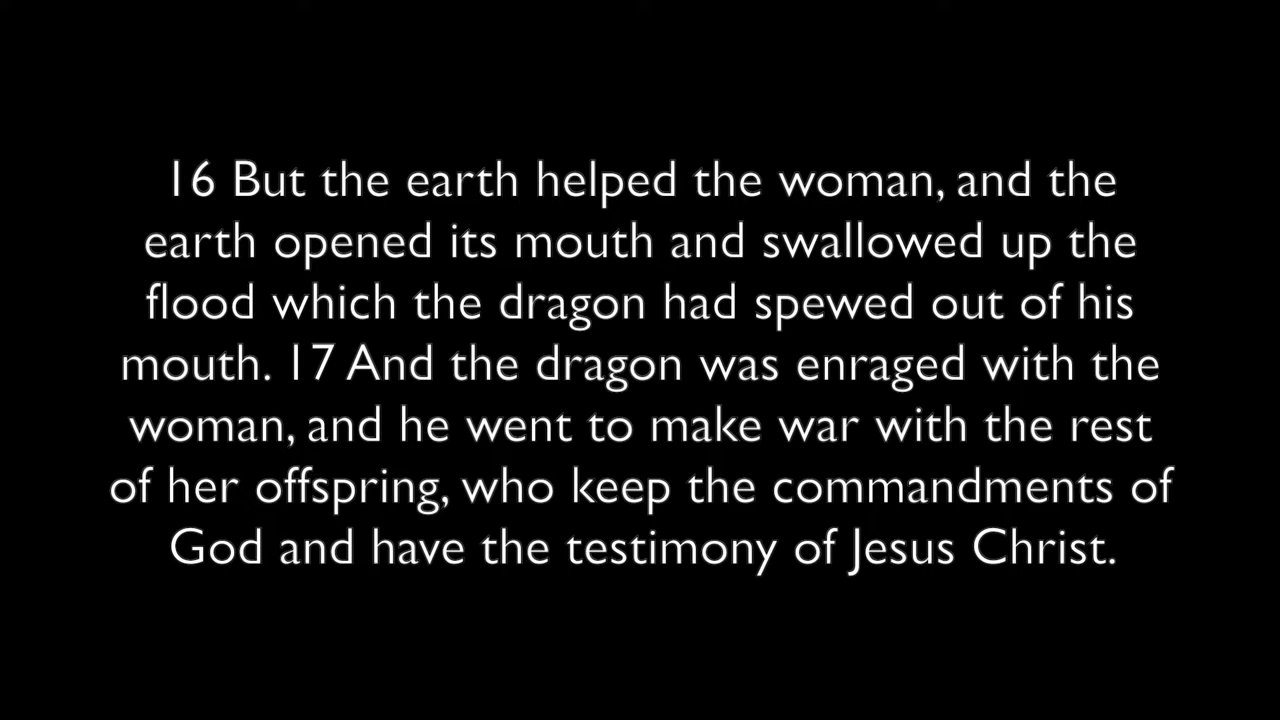 16 But the earth helped the woman, and the
earth opened its mouth and swallowed up the
flood which the dragon had spewed out of his
mouth. 17 And the dragon was enraged with the
woman, and he went to make war with the rest
of her offspring, who keep the commandments of
God and have the testimony of Jesus Christ.